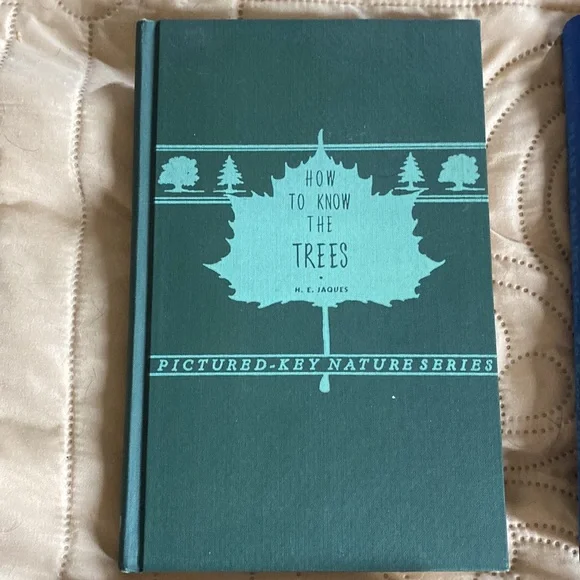 HOW
TO KNOW
THE
TREES
H. E. JAQUES
PICTURED-KEY NATURE SERIES